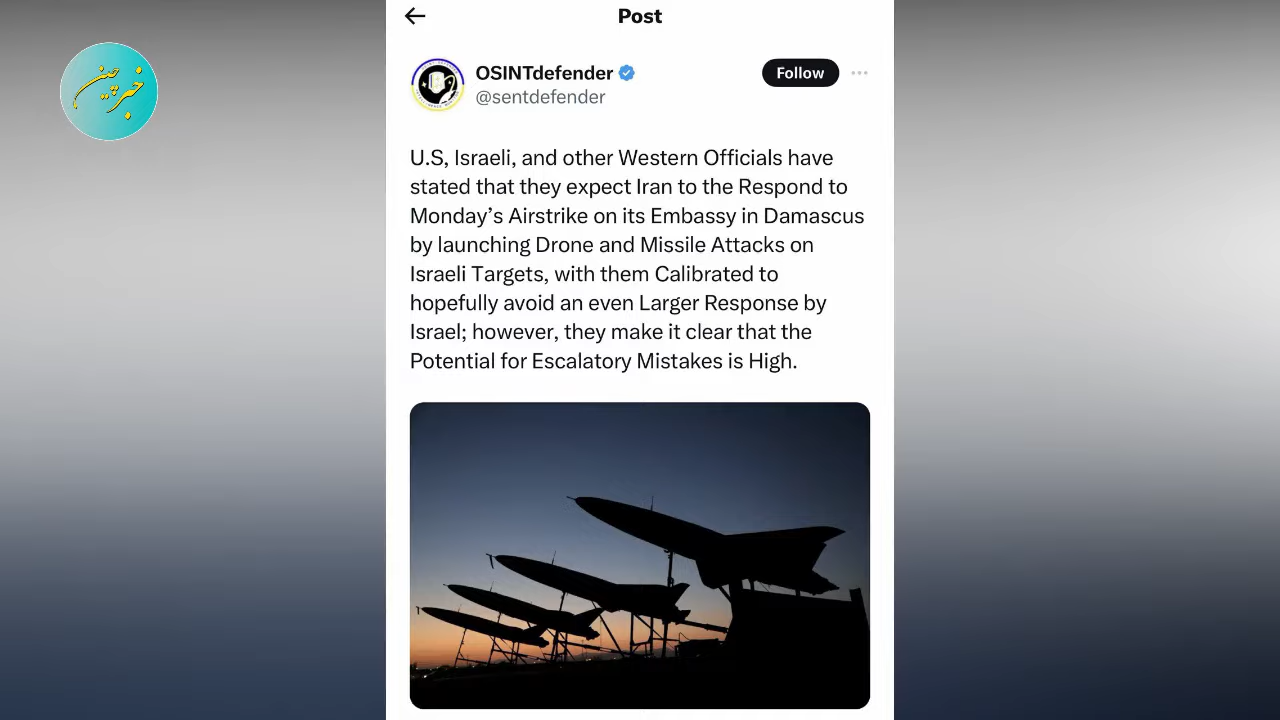 خبرچینی
Post
OSINTdefender
Follow
@sentdefender
U.S, Israeli, and other Western Officials have
stated that they expect Iran to the Respond to
Monday’s Airstrike on its Embassy in Damascus
by launching Drone and Missile Attacks on
Israeli Targets, with them Calibrated to
hopefully avoid an even Larger Response by
Israel; however, they make it clear that the
Potential for Escalatory Mistakes is High.